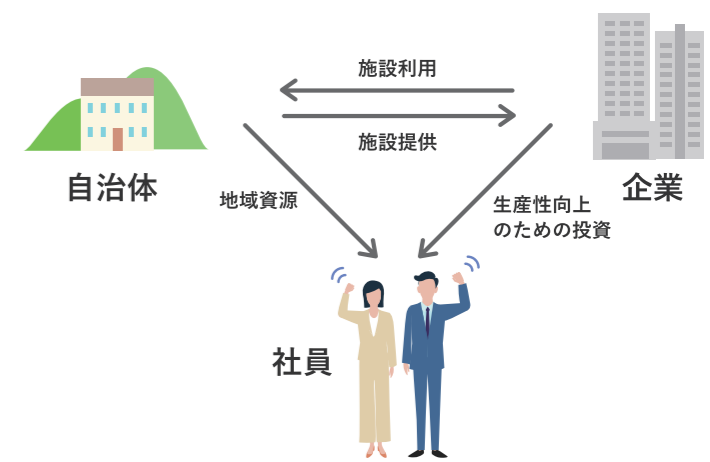 施設利用
施設提供
自治体
企業
地域資源
生産性向上
のための投資
社員